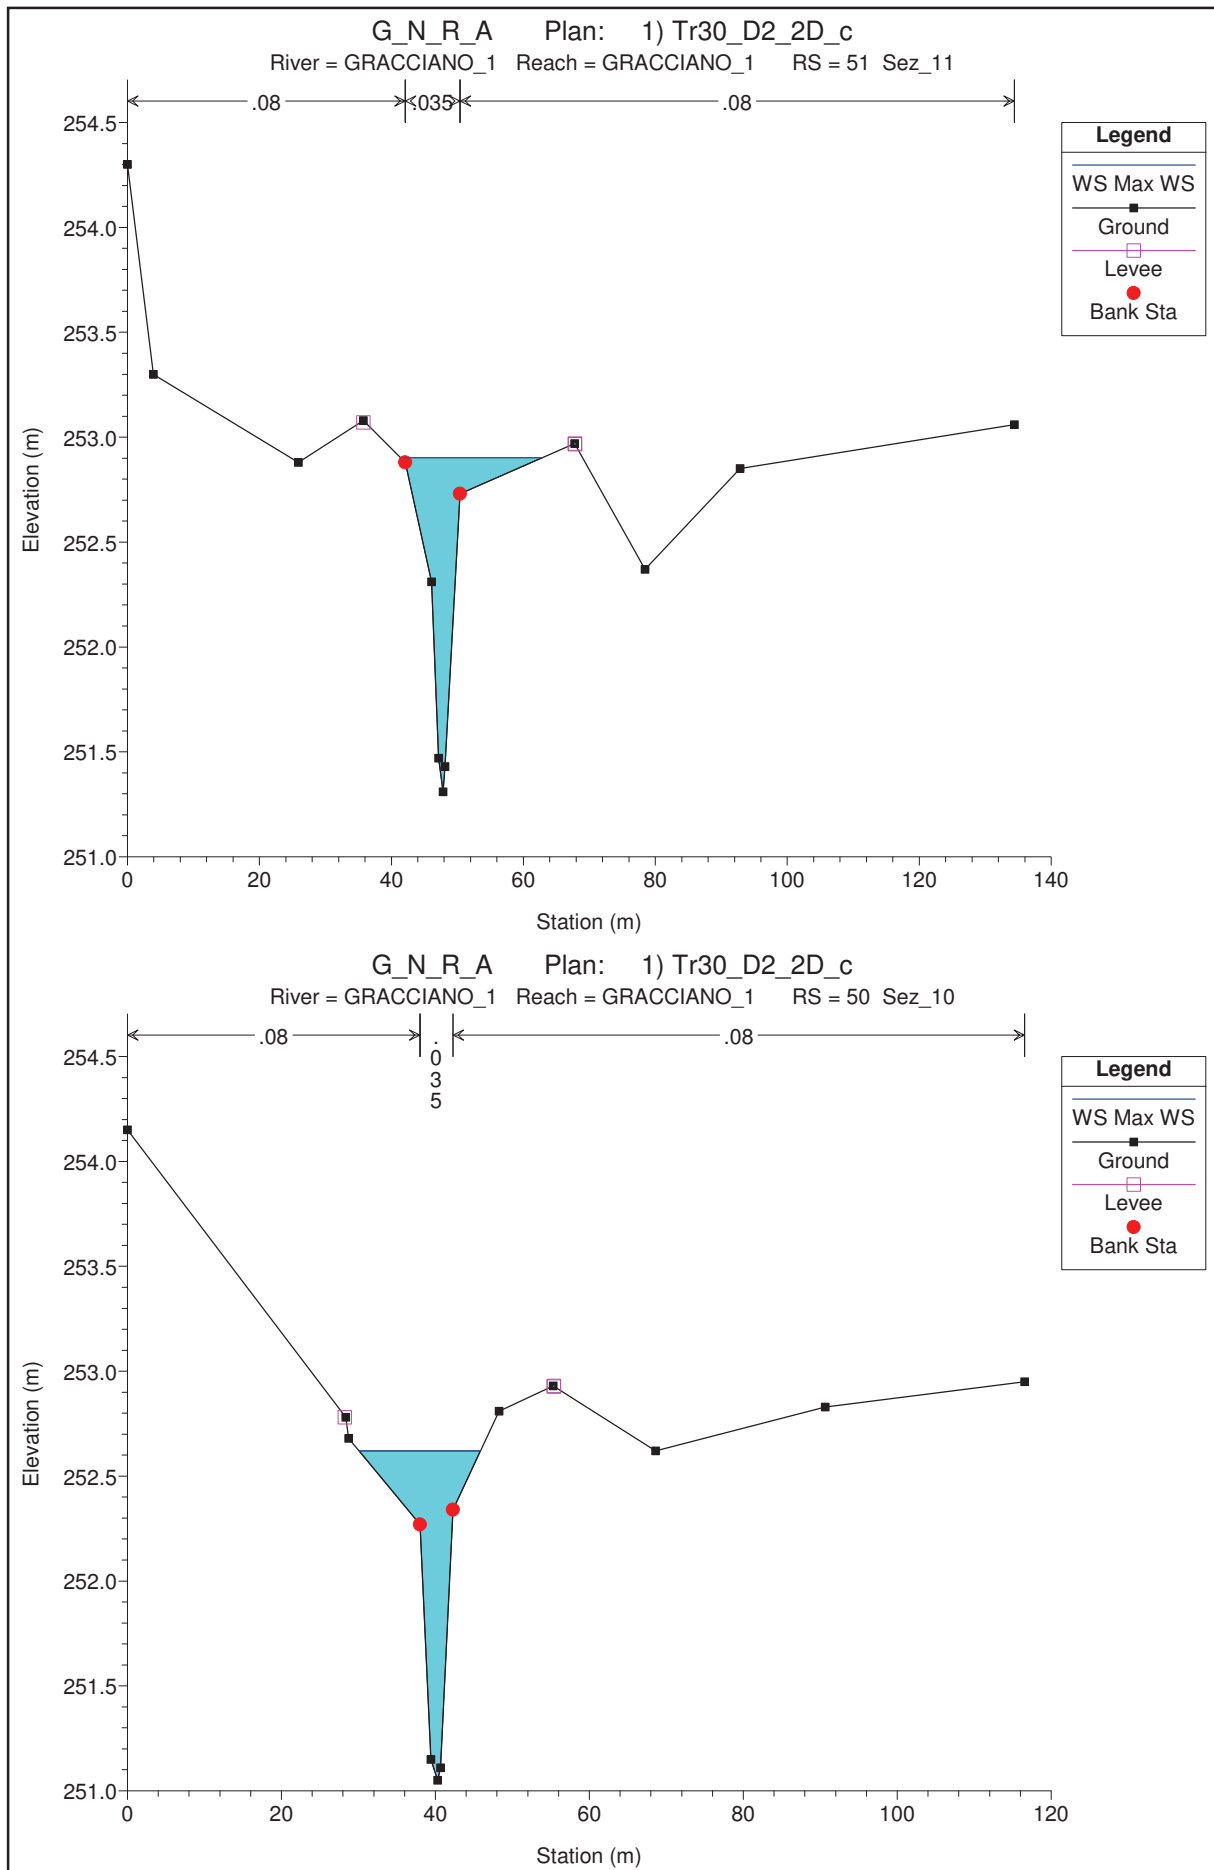 G_N_R_A Plan: 1) Tr30_D2_2D_c
River = GRACCIANO_1 Reach = GRACCIANO_1 RS = 51 Sez_11
.08 .035 .08
254.5
254.0
253.5
253.0
252.5
252.0
251.5
251.0
Elevation (m)
0 20 40 60 80 100 120 140
Station (m)
Legend
WS Max WS
Ground
Levee
Bank Sta
G_N_R_A Plan: 1) Tr30_D2_2D_c
River = GRACCIANO_1 Reach = GRACCIANO_1 RS = 50 Sez_10
.08 .035 .08
254.5
254.0
253.5
253.0
252.5
252.0
251.5
251.0
Elevation (m)
0 20 40 60 80 100 120
Station (m)
Legend
WS Max WS
Ground
Levee
Bank Sta